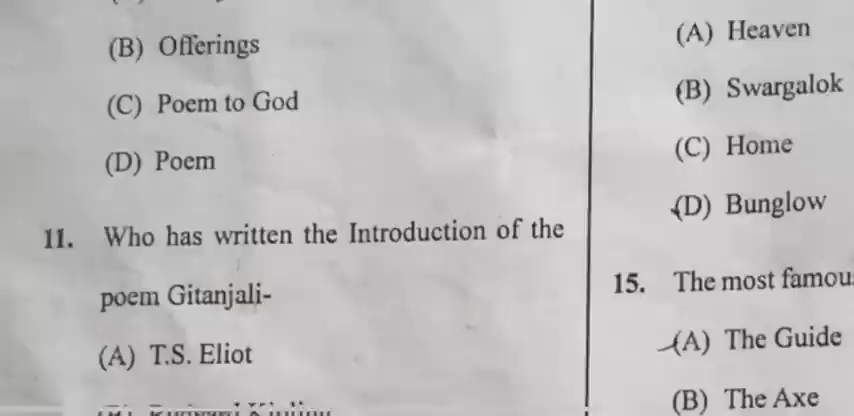 (B) Offerings
(C) Poem to God
(D) Poem
11. Who has written the Introduction of the
poem Gitanjali-
(A) T.S. Eliot
(A) Heaven
(B) Swargalok
(C) Home
(D) Bunglow
15. The most famou
(A) The Guide
(B) The Axe